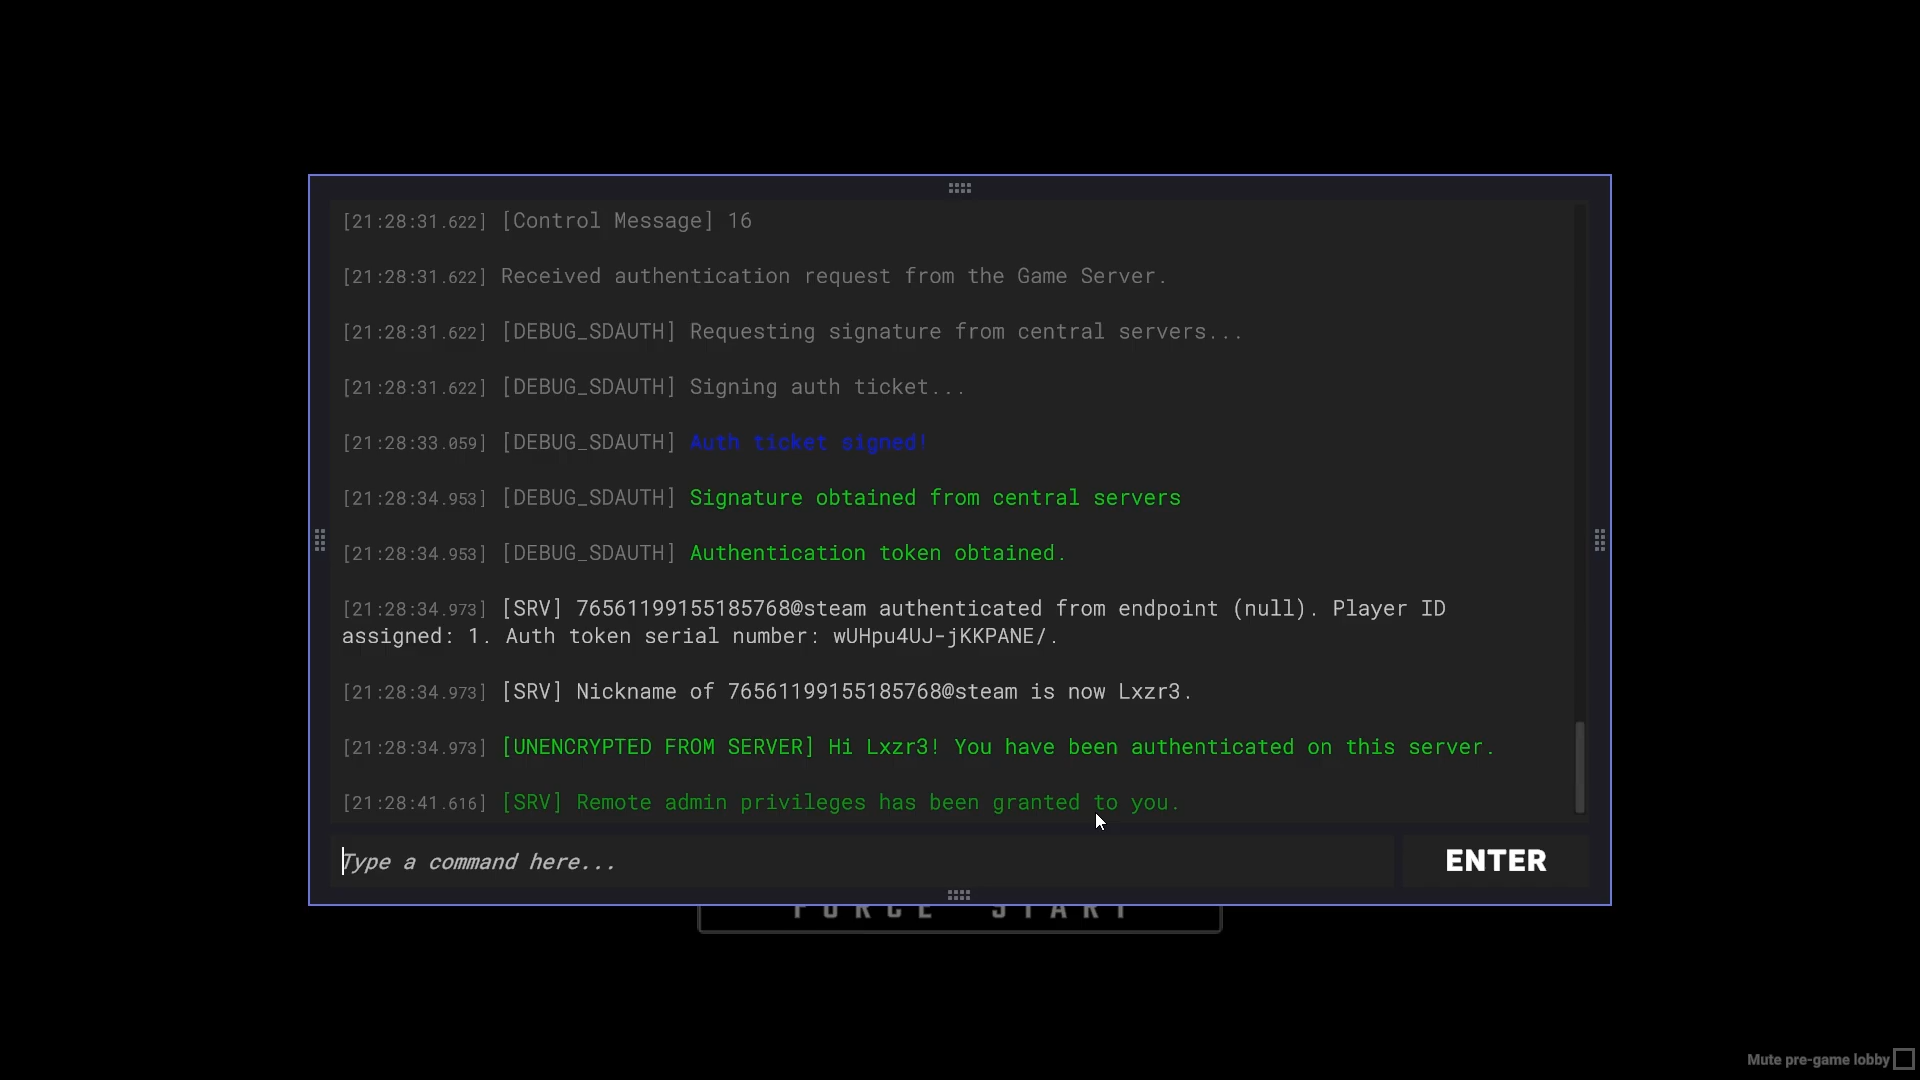 [21:28:31.622] [Control Message] 16
[21:28:31.622] Received authentication request from the Game Server.
[21:28:31.622] [DEBUG_SDAUTH] Requesting signature from central servers...
[21:28:31.622] [DEBUG_SDAUTH] Signing auth ticket...
[21:28:33.059] [DEBUG_SDAUTH] Auth ticket signed!
[21:28:34.953] [DEBUG_SDAUTH] Signature obtained from central servers
[21:28:34.953] [DEBUG_SDAUTH] Authentication token obtained.
[21:28:34.973] [SRV] 76561199155185768@steam authenticated from endpoint (null). Player ID
assigned: 1. Auth token serial number: wUHpu4UJ-jKKPANE/.
[21:28:34.973] [SRV] Nickname of 76561199155185768@steam is now Lxzr3.
[21:28:34.973] [UNENCRYPTED FROM SERVER] Hi Lxzr3! You have been authenticated on this server.
[21:28:41.616] [SRV] Remote admin privileges has been granted to you.
Type a command here...
ENTER
FORCE START
Mute pre-game lobby